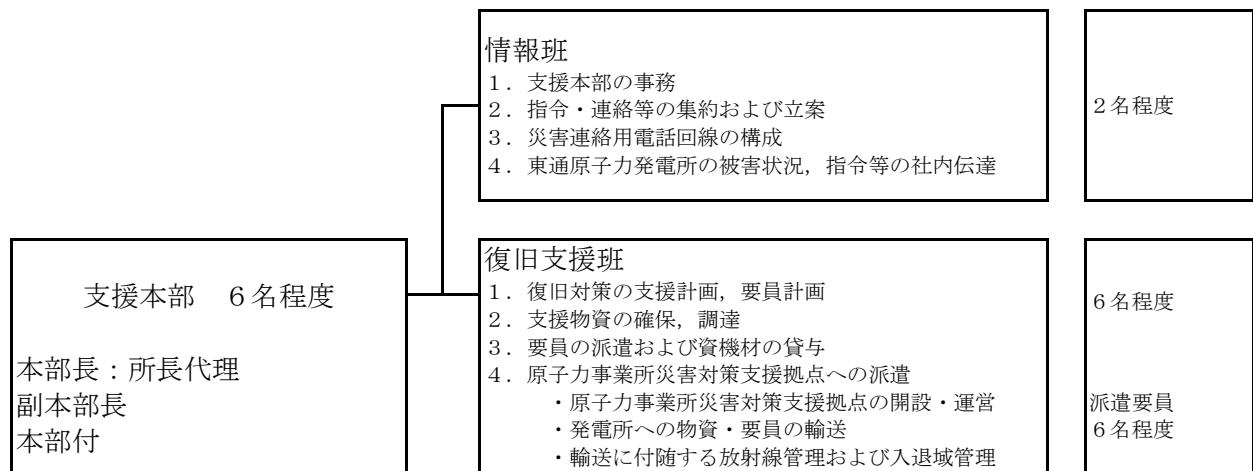 情報班
１．支援本部の事務
２．指令・連絡等の集約および立案
３．災害連絡用電話回線の構成
４．東通原子力発電所の被害状況，指令等の社内伝達
２名程度
支援本部　６名程度
本部長：所長代理
副本部長
本部付
復旧支援班
１．復旧対策の支援計画，要員計画
２．支援物資の確保，調達
３．要員の派遣および資機材の貸与
４．原子力事業所災害対策支援拠点への派遣
・原子力事業所災害対策支援拠点の開設・運営
・発電所への物資・要員の輸送
・輸送に付随する放射線管理および入退域管理
６名程度
派遣要員
６名程度